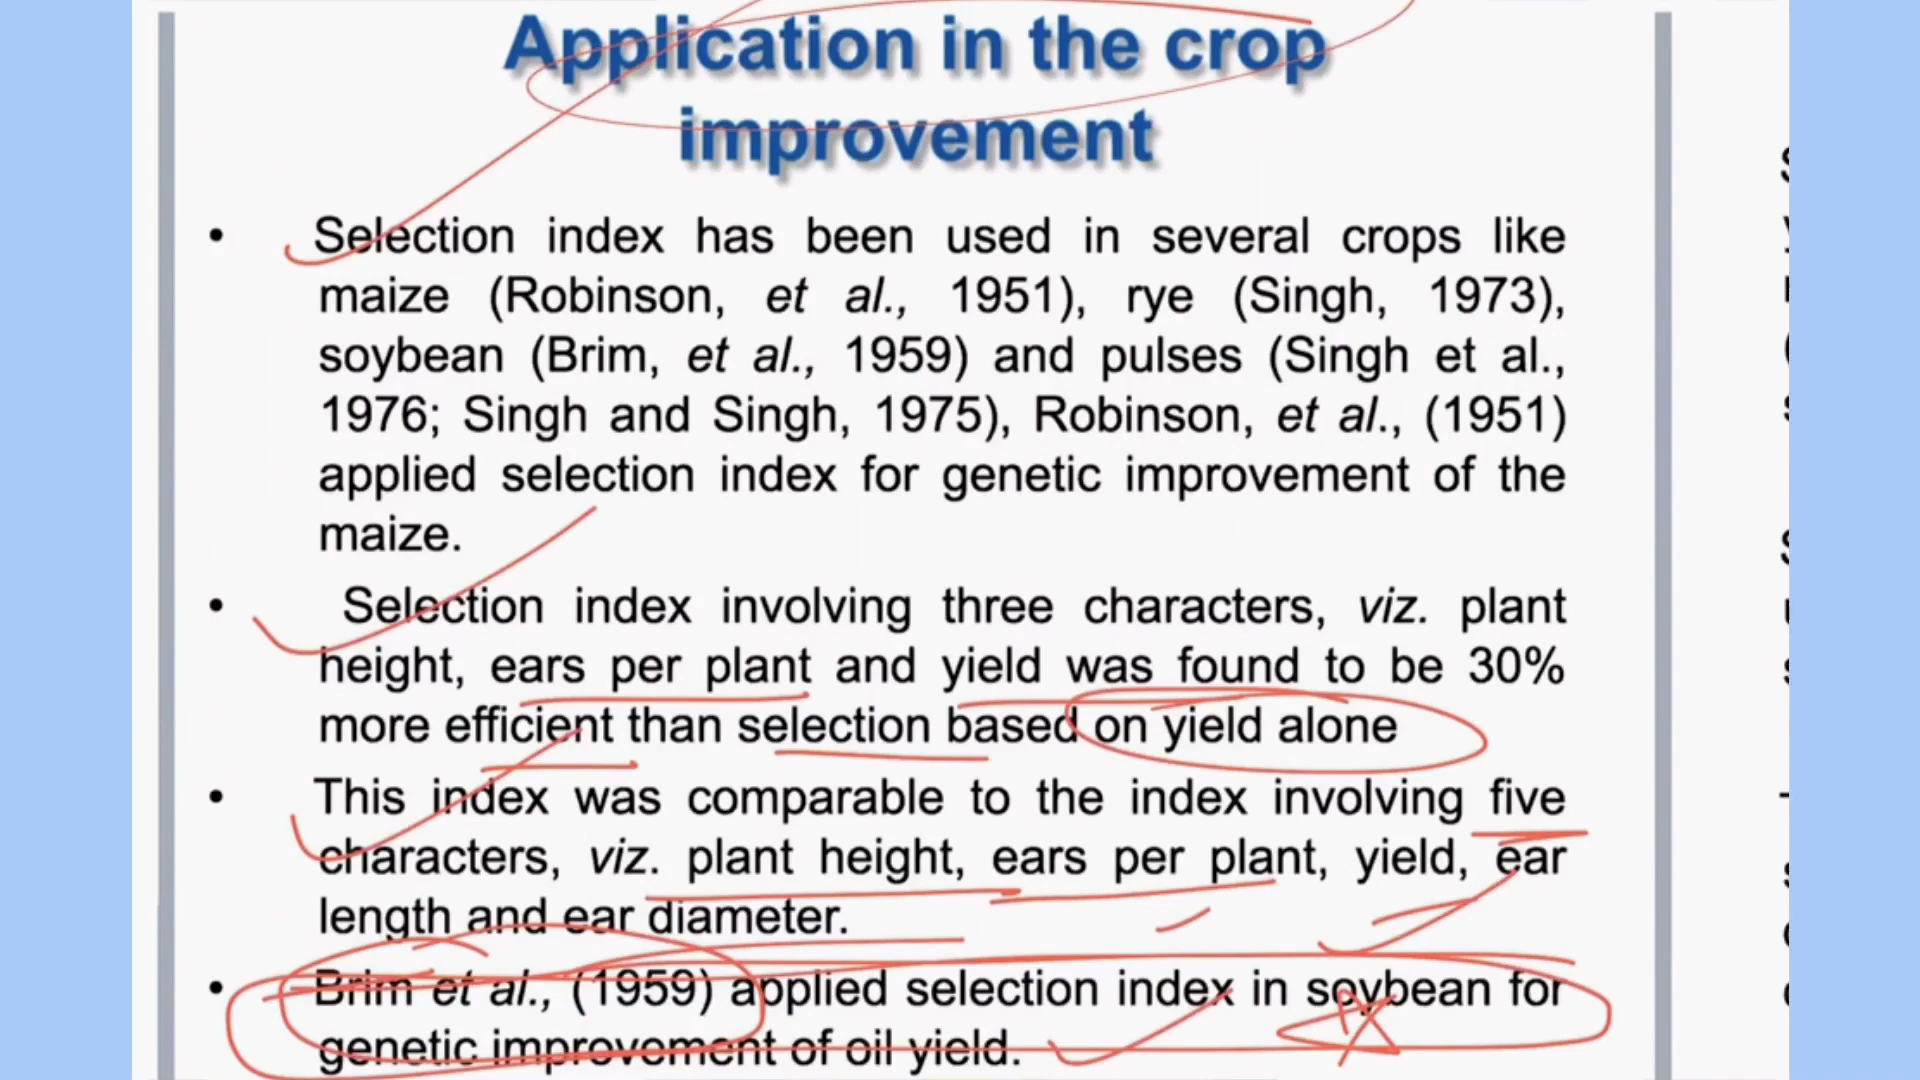 Application in the crop
improvement
• Selection index has been used in several crops like
maize (Robinson, et al., 1951), rye (Singh, 1973),
soybean (Brim, et al., 1959) and pulses (Singh et al.,
1976; Singh and Singh, 1975), Robinson, et al., (1951)
applied selection index for genetic improvement of the
maize.
• Selection index involving three characters, viz. plant
height, ears per plant and yield was found to be 30%
more efficient than selection based on yield alone
• This index was comparable to the index involving five
characters, viz. plant height, ears per plant, yield, ear
length and ear diameter.
• Brim et al., (1959) applied selection index in soybean for
genetic improvement of oil yield.